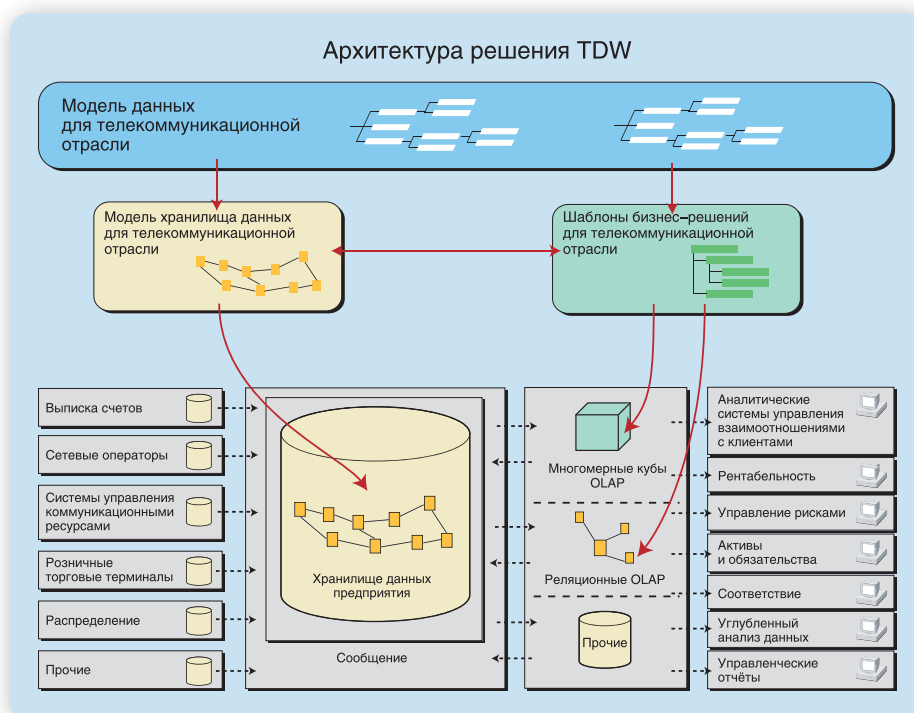 Архитектура решения TDW
Модель данных
для телекоммуникационной
отрасли
Модель хранилища данных
для телекоммуникационной
отрасли
Шаблоны бизнес–решений
для телекоммуникационной
отрасли
Выписка счетов
Сетевые операторы
Системы управления
коммуникационными
ресурсами
Розничные
торговые терминалы
Распределение
Прочие
Хранилище данных
предприятия
Сообщение
Многомерные кубы
OLAP
Реляционные OLAP
Прочие
Аналитические
системы управления
взаимоотношениями
с клиентами
Рентабельность
Управление рисками
Активы
и обязательства
Соответствие
Углубленный
анализ данных
Управленческие
отчёты